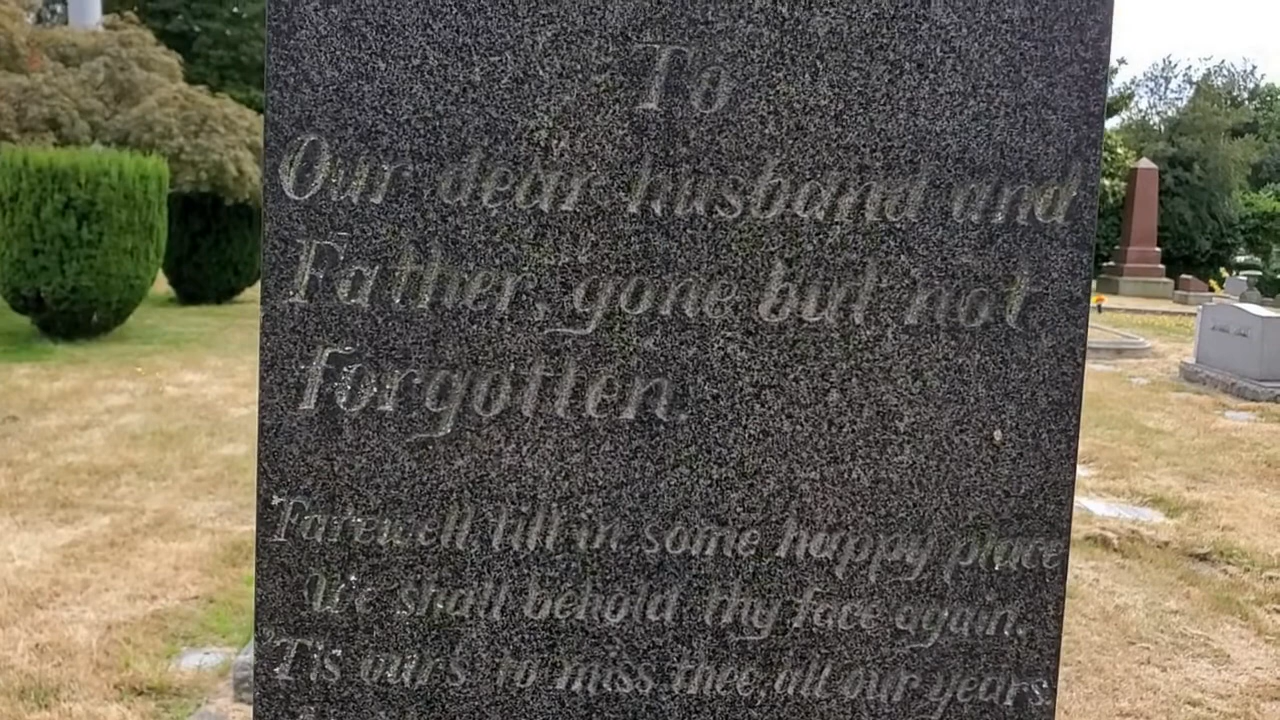 To
Our dear husband and
Father, gone but not
forgotten.
Farewell, till in some happy place
We shall behold thy face again.
'Tis our's to miss thee, all our years